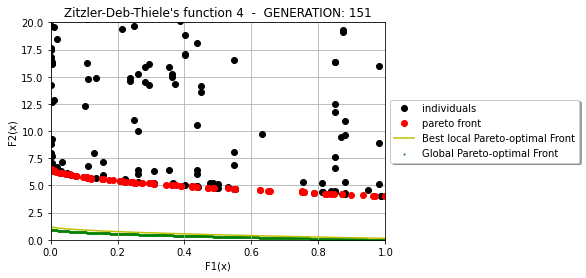 Zitzler-Deb-Thiele's function 4 - GENERATION: 151
F2(x)
20.0
17.5
15.0
12.5
10.0
7.5
5.0
2.5
0.0
0.0 0.2 0.4 0.6 0.8 1.0
F1(x)
individuals
pareto front
Best local Pareto-optimal Front
Global Pareto-optimal Front